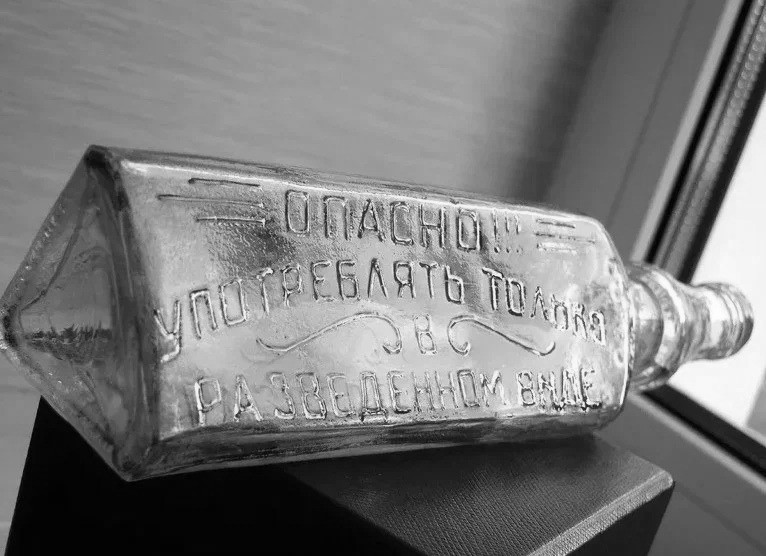 ОПАСНО!!!
УПОТРЕБЛЯТЬ ТОЛЬКО
В
РАЗВЕДЕННОМ ВИДЕ